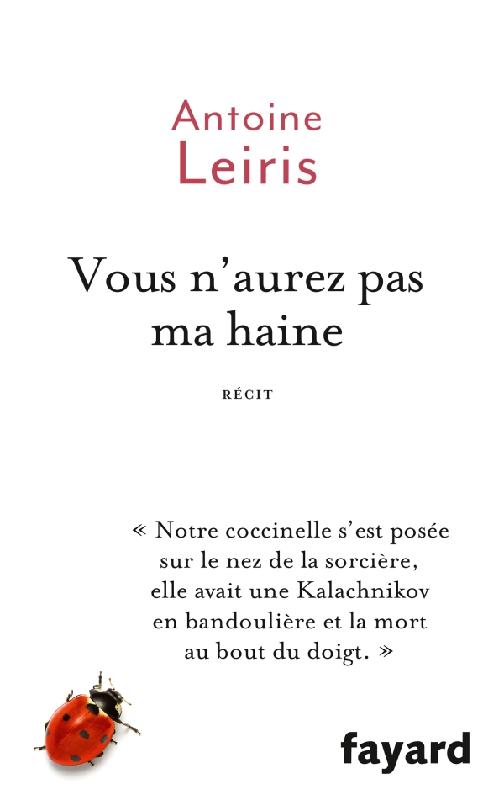 Antoine
Leiris
Vous n’aurez pas
ma haine
RÉCIT
« Notre coccinelle s’est posée
sur le nez de la sorcière,
elle avait une Kalachnikov
en bandoulière et la mort
au bout du doigt. »
fayard